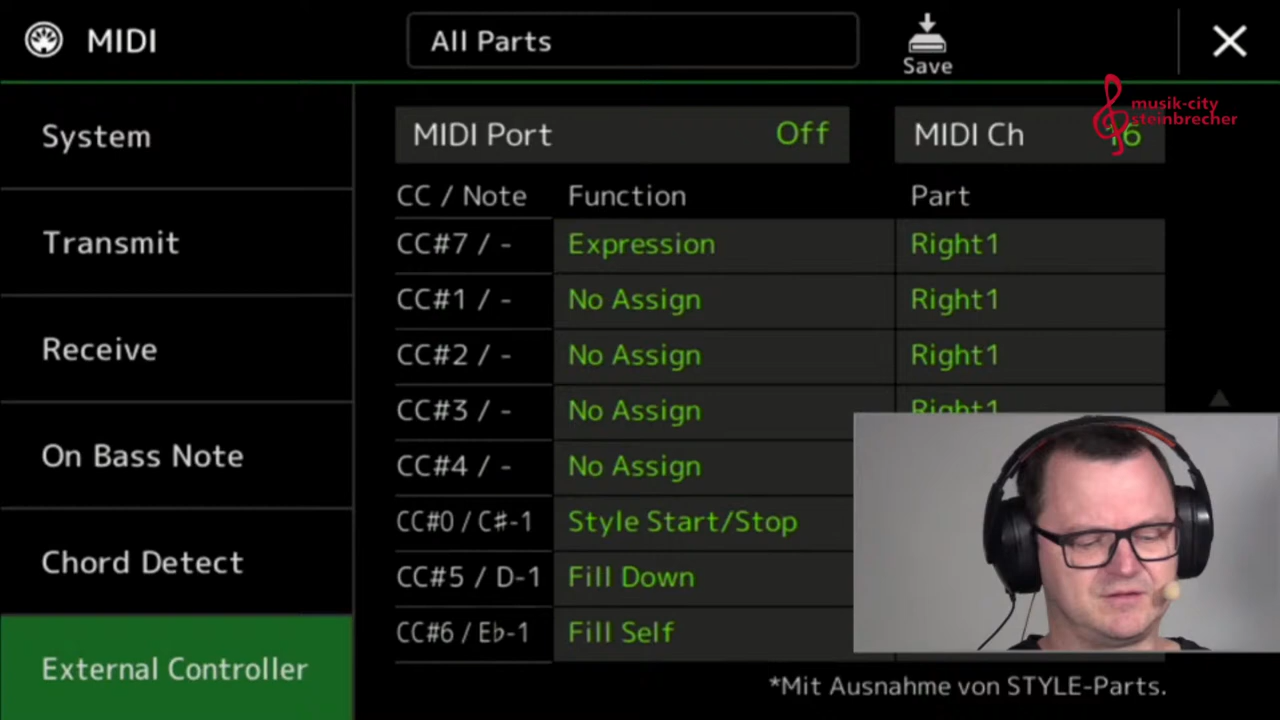 MIDI
All Parts
Save
musik-city
steinbrecher
System
Transmit
Receive
On Bass Note
Chord Detect
External Controller
MIDI Port Off
MIDI Ch 16
CC / Note Function Part
CC#7 / - Expression Right1
CC#1 / - No Assign Right1
CC#2 / - No Assign Right1
CC#3 / - No Assign Right1
CC#4 / - No Assign
CC#0 / C♯-1 Style Start/Stop
CC#5 / D-1 Fill Down
CC#6 / E♭-1 Fill Self
*Mit Ausnahme von STYLE-Parts.